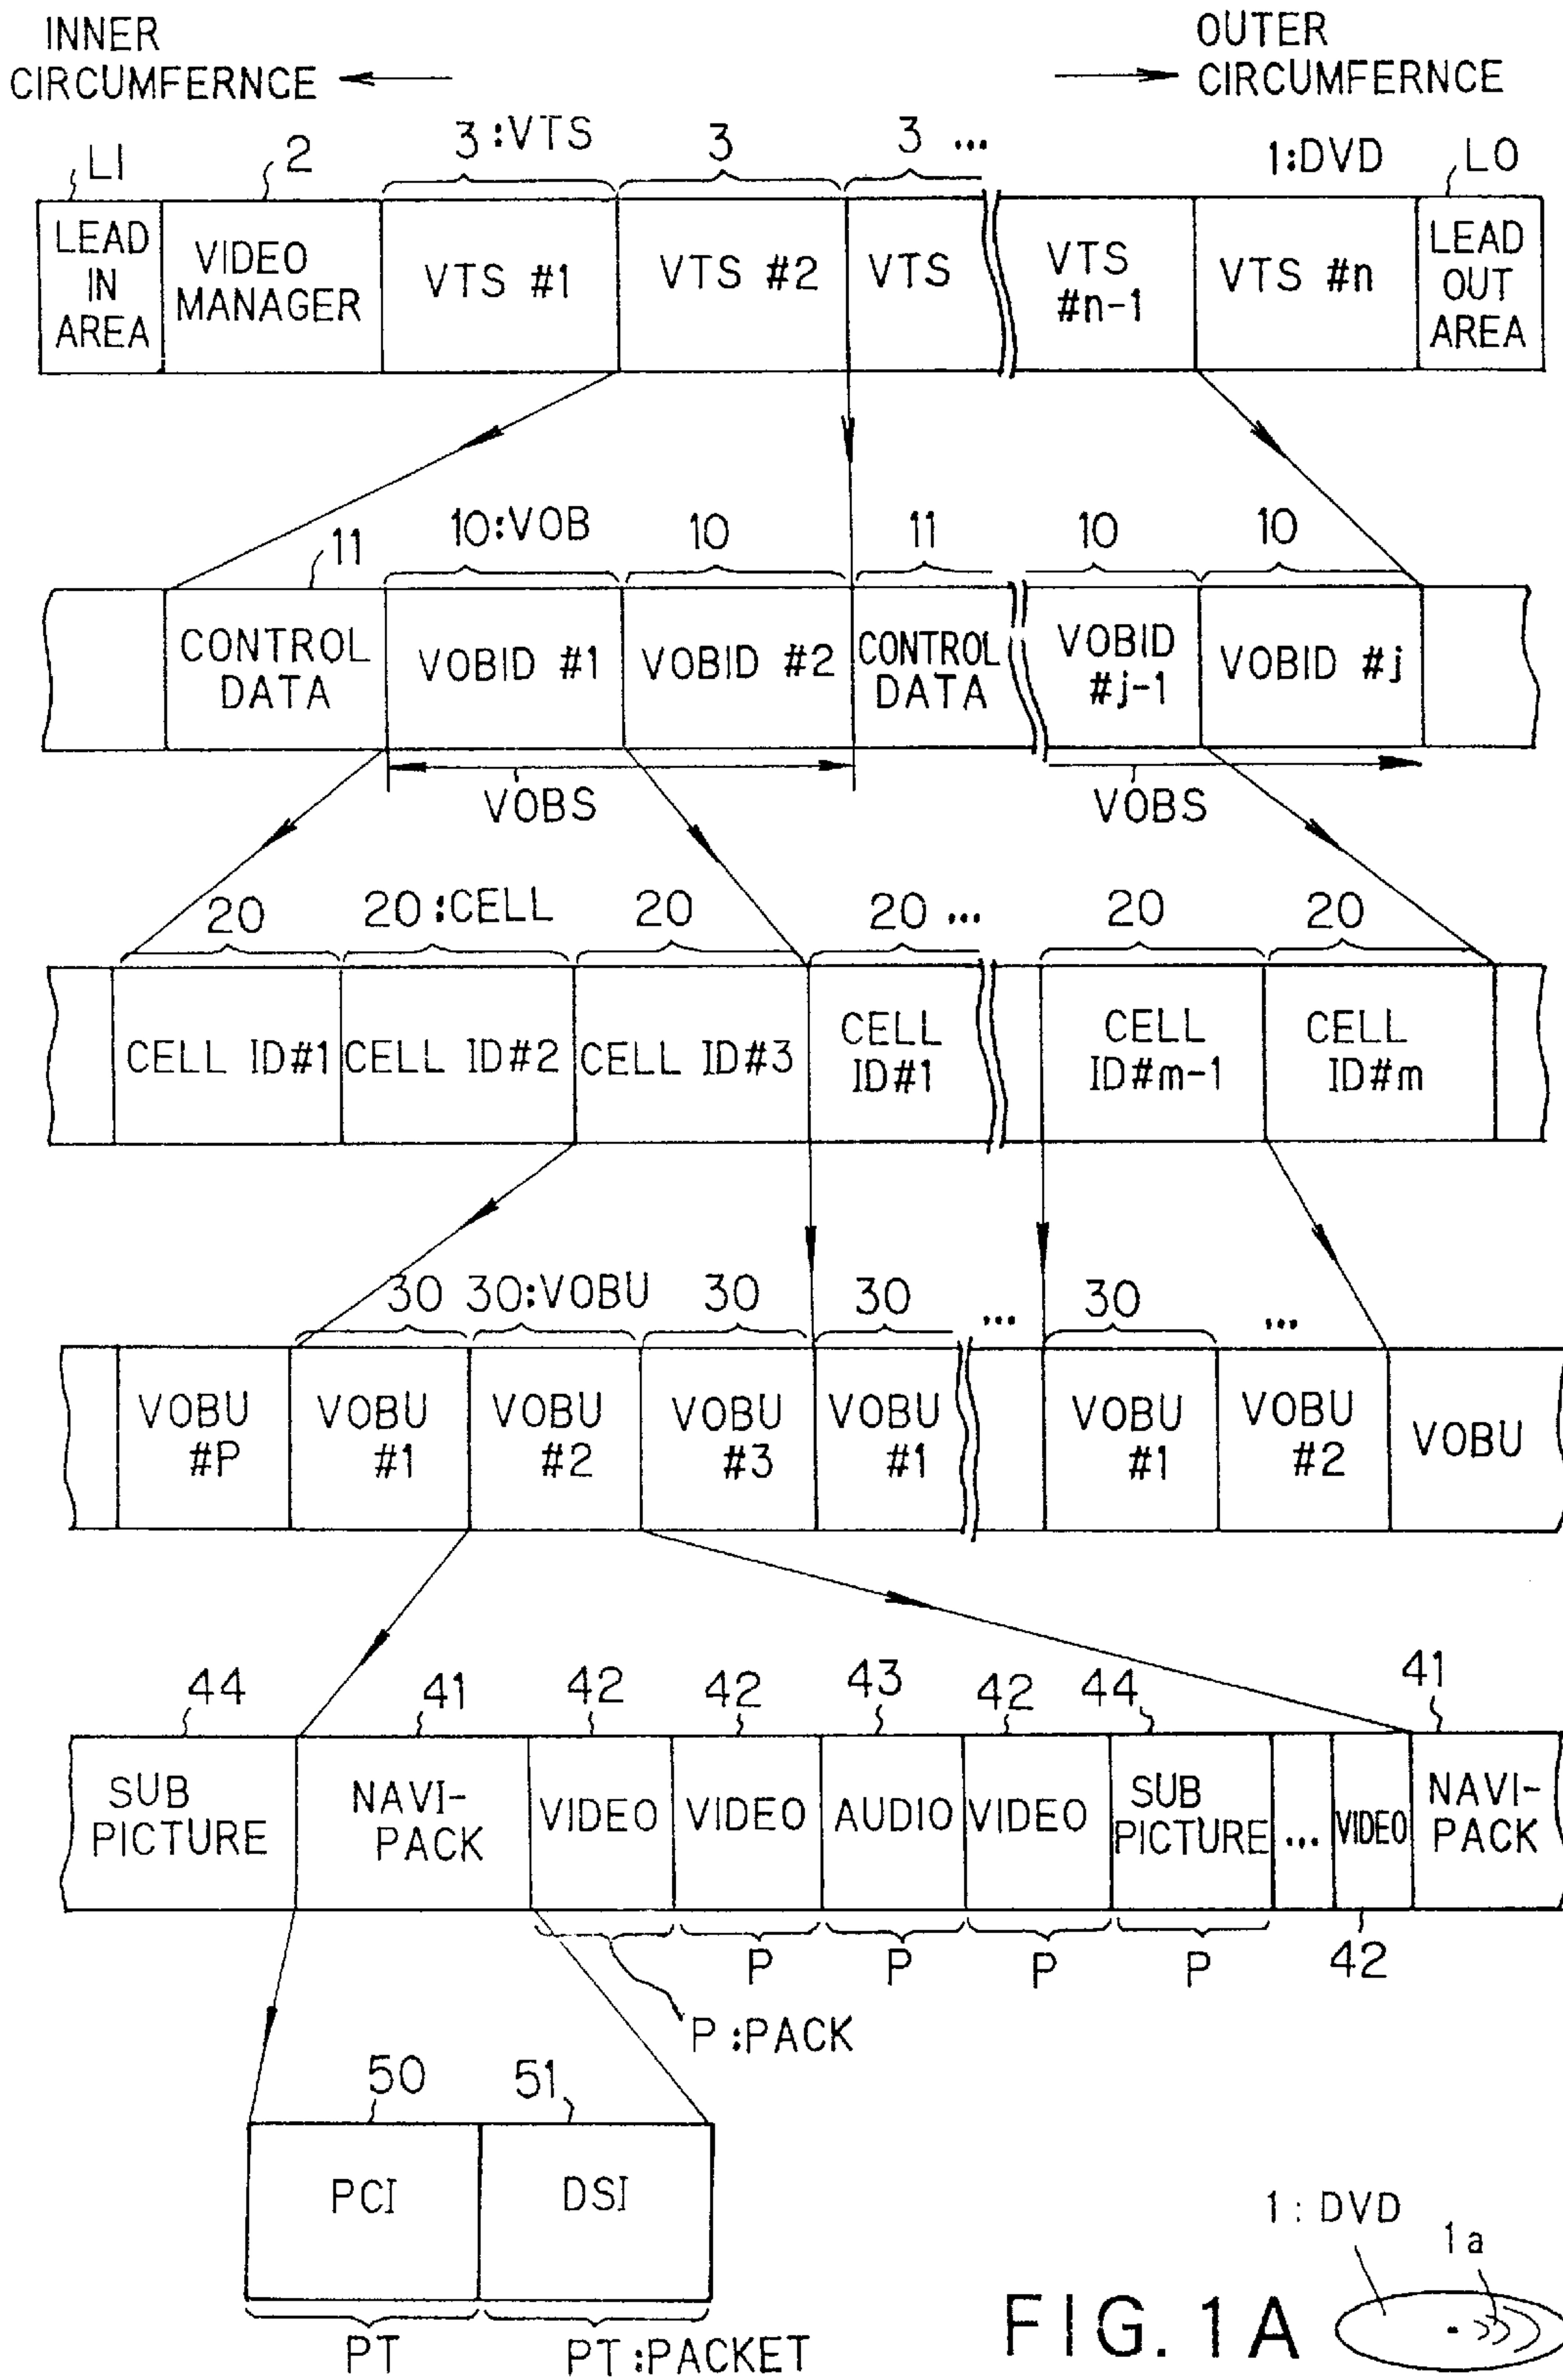 INNER
CIRCUMFERNCE
OUTER
CIRCUMFERNCE
LI
2
3:VTS
3
3 ...
1:DVD
LO
LEAD
IN
AREA
VIDEO
MANAGER
VTS #1
VTS #2
VTS
VTS
#n-1
VTS #n
LEAD
OUT
AREA
11
10:VOB
10
11
10
10
CONTROL
DATA
VOBID #1
VOBID #2
CONTROL
DATA
VOBID
#j-1
VOBID #j
VOBS
VOBS
20
20:CELL
20
20 ...
20
20
CELL ID#1
CELL ID#2
CELL ID#3
CELL
ID#1
CELL
ID#m-1
CELL
ID#m
30
30:VOBU
30
30
...
30
...
VOBU
#P
VOBU
#1
VOBU
#2
VOBU
#3
VOBU
#1
VOBU
#1
VOBU
#2
VOBU
44
41
42
42
43
42
44
41
SUB
PICTURE
NAVI-
PACK
VIDEO
VIDEO
AUDIO
VIDEO
SUB
PICTURE
...
VIDEO
NAVI-
PACK
P
P
P
P
42
P:PACK
50
51
PCI
DSI
PT
PT:PACKET
1: DVD
1a
FIG. 1A